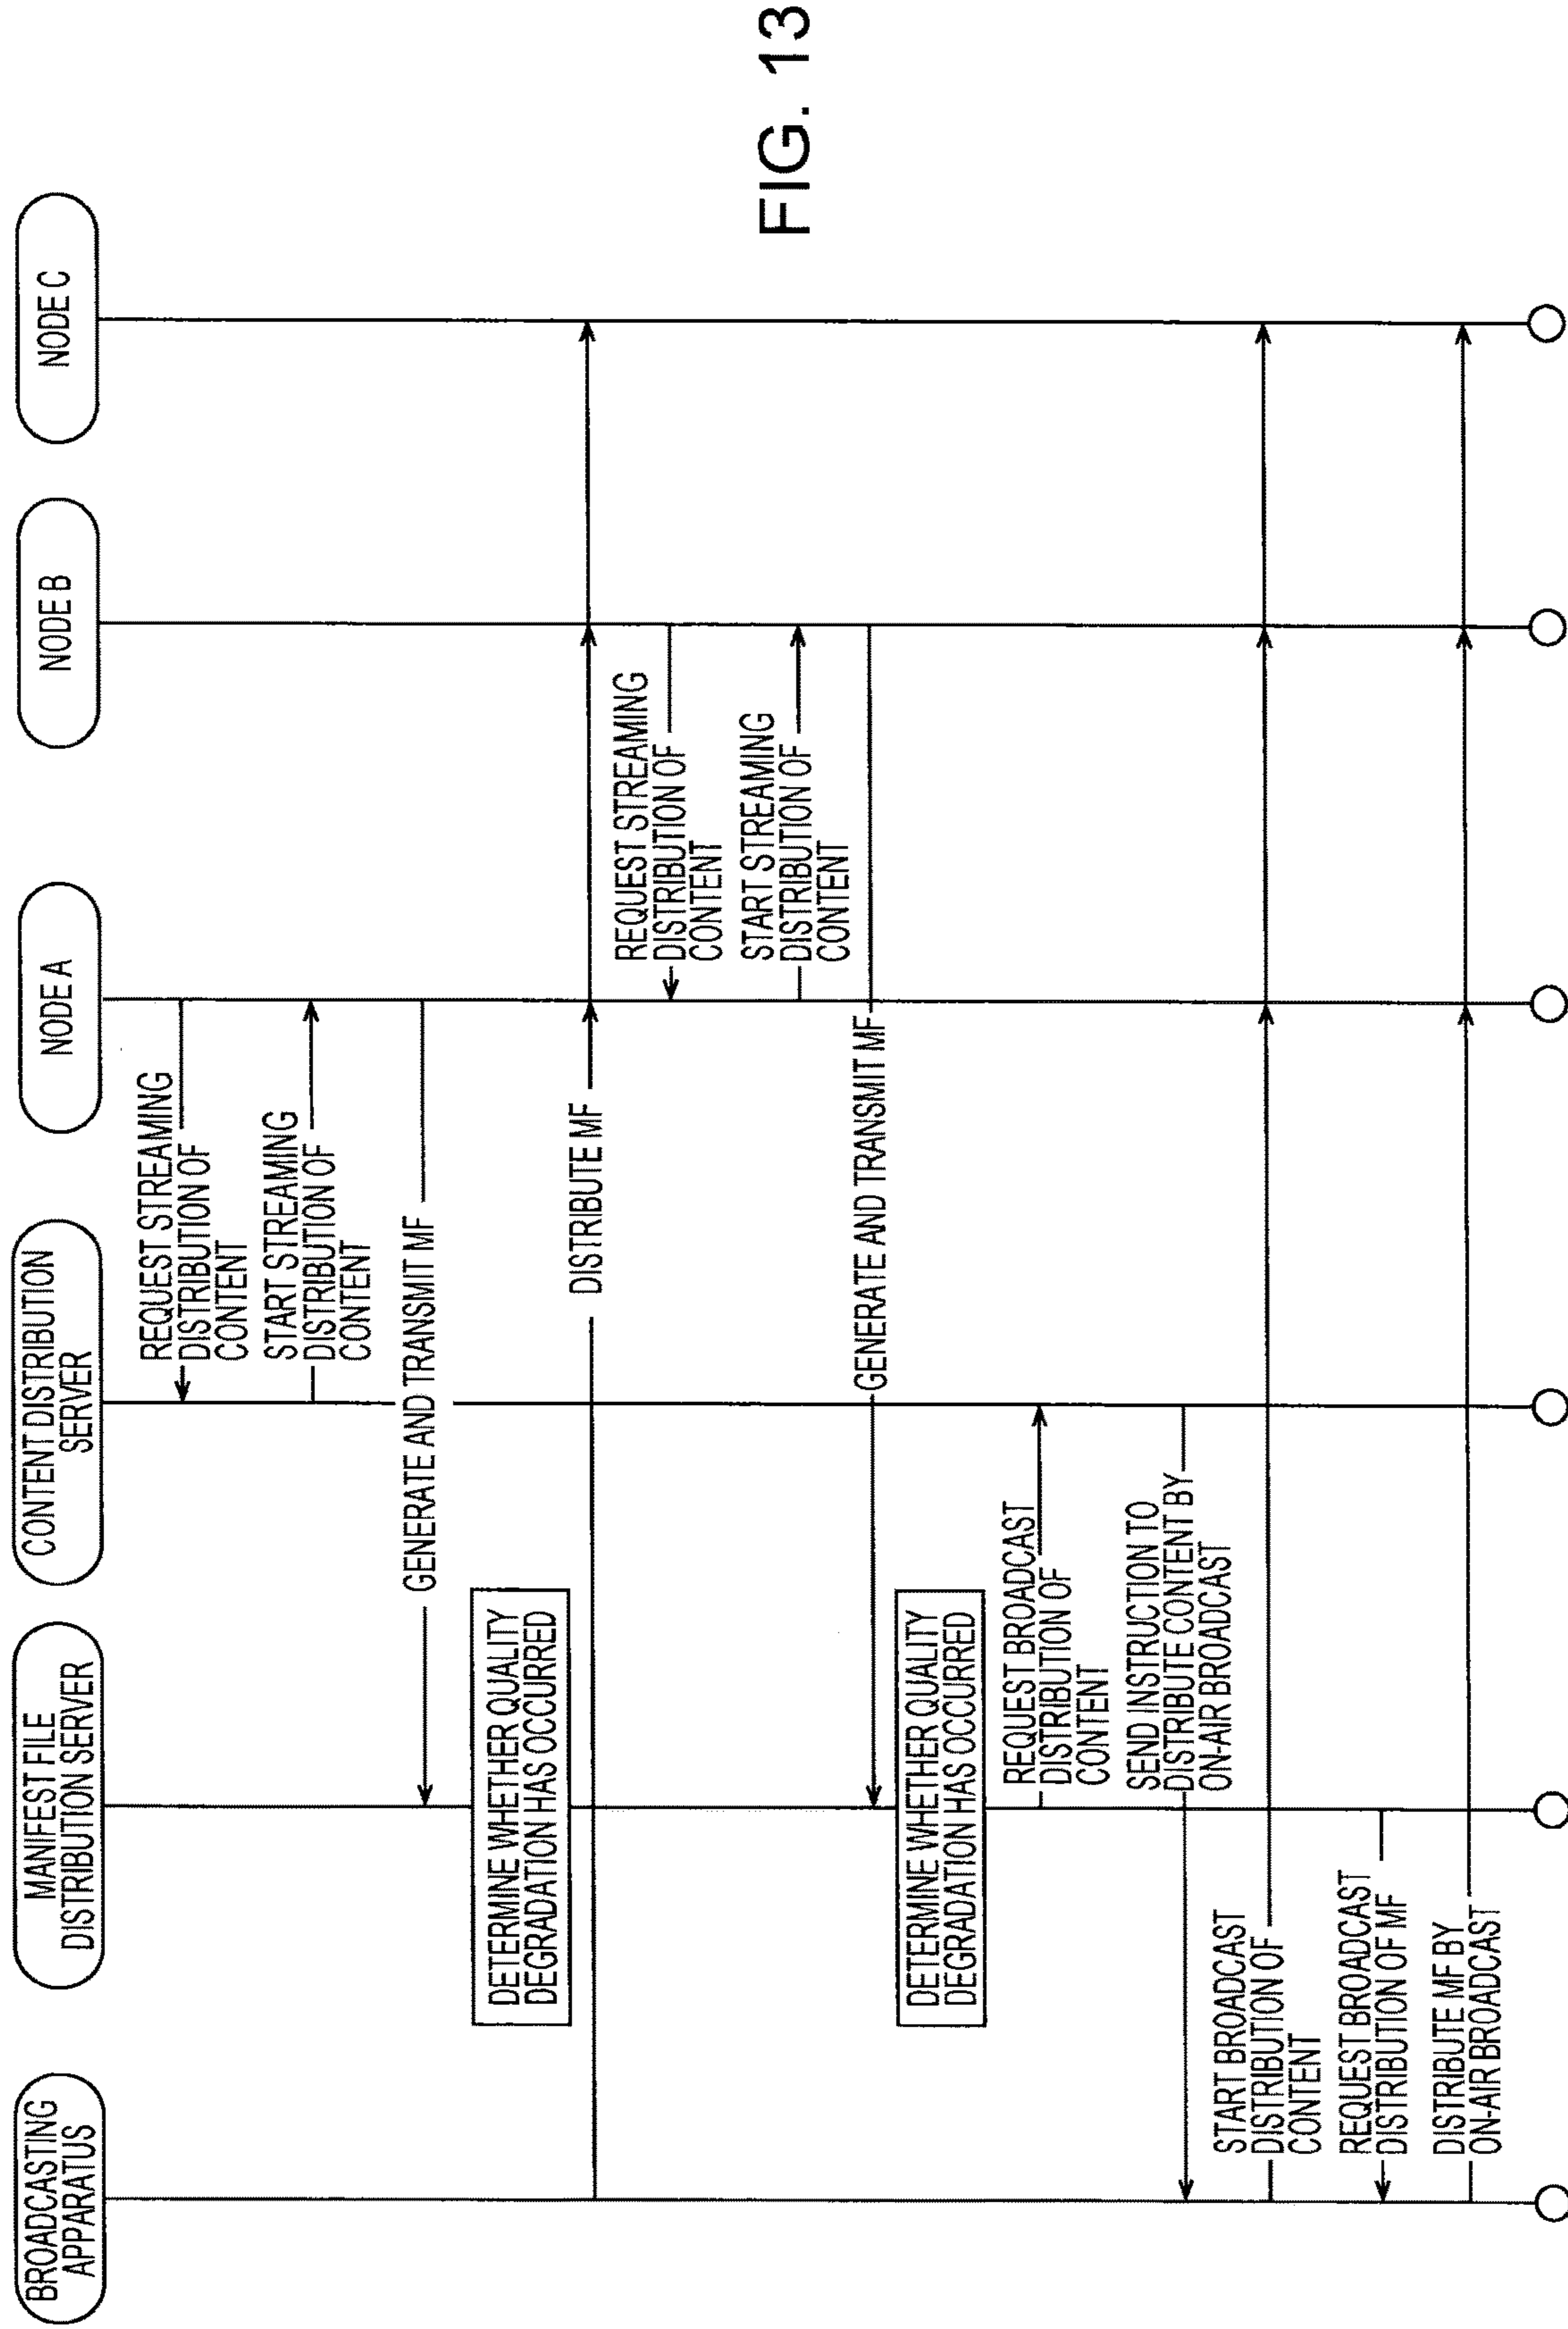 BROADCASTING
APPARATUS
MANIFEST FILE
DISTRIBUTION SERVER
CONTENT DISTRIBUTION
SERVER
NODE A
NODE B
NODE C
REQUEST STREAMING
DISTRIBUTION OF
CONTENT
START STREAMING
DISTRIBUTION OF
CONTENT
GENERATE AND TRANSMIT MF
DETERMINE WHETHER QUALITY
DEGRADATION HAS OCCURRED
DISTRIBUTE MF
REQUEST STREAMING
DISTRIBUTION OF
CONTENT
START STREAMING
DISTRIBUTION OF
CONTENT
GENERATE AND TRANSMIT MF
DETERMINE WHETHER QUALITY
DEGRADATION HAS OCCURRED
REQUEST BROADCAST
DISTRIBUTION OF
CONTENT
SEND INSTRUCTION TO
DISTRIBUTE CONTENT BY
ON-AIR BROADCAST
START BROADCAST
DISTRIBUTION OF
CONTENT
REQUEST BROADCAST
DISTRIBUTION OF MF
DISTRIBUTE MF BY
ON-AIR BROADCAST
FIG. 13